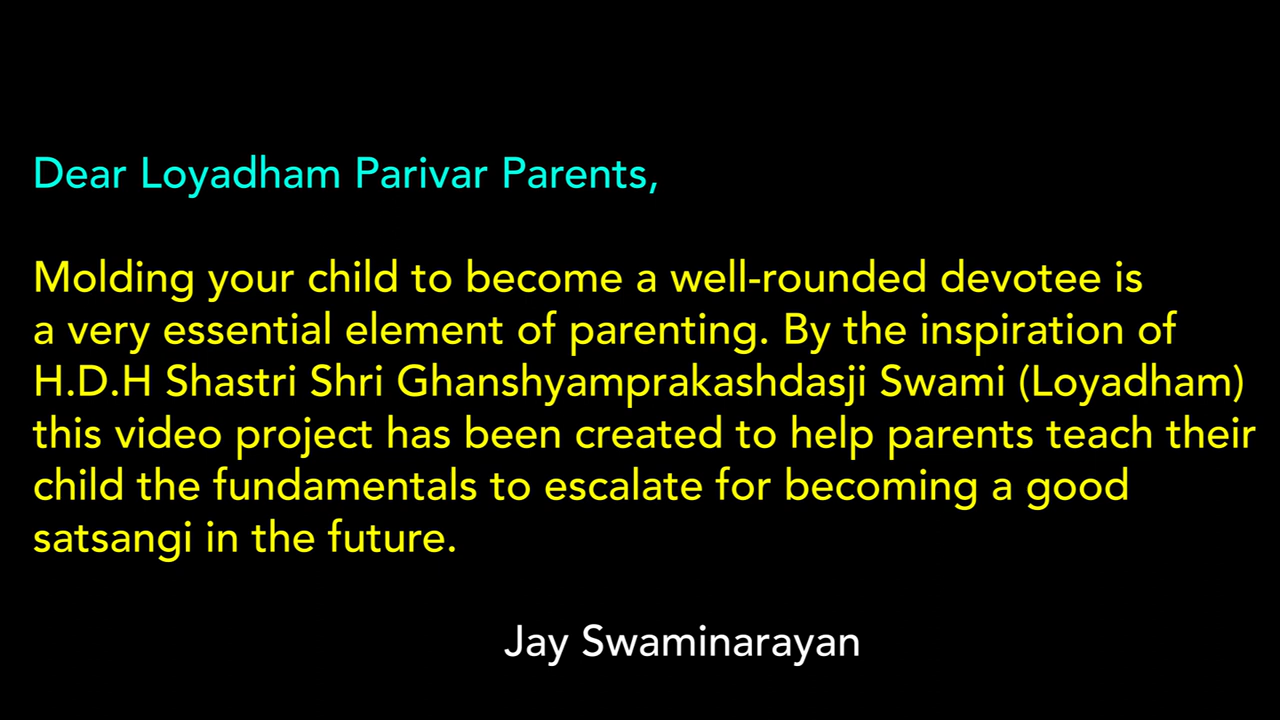 Dear Loyadham Parivar Parents,
Molding your child to become a well-rounded devotee is
a very essential element of parenting. By the inspiration of
H.D.H Shastri Shri Ghanshyamprakashdasji Swami (Loyadham)
this video project has been created to help parents teach their
child the fundamentals to escalate for becoming a good
satsangi in the future.
Jay Swaminarayan